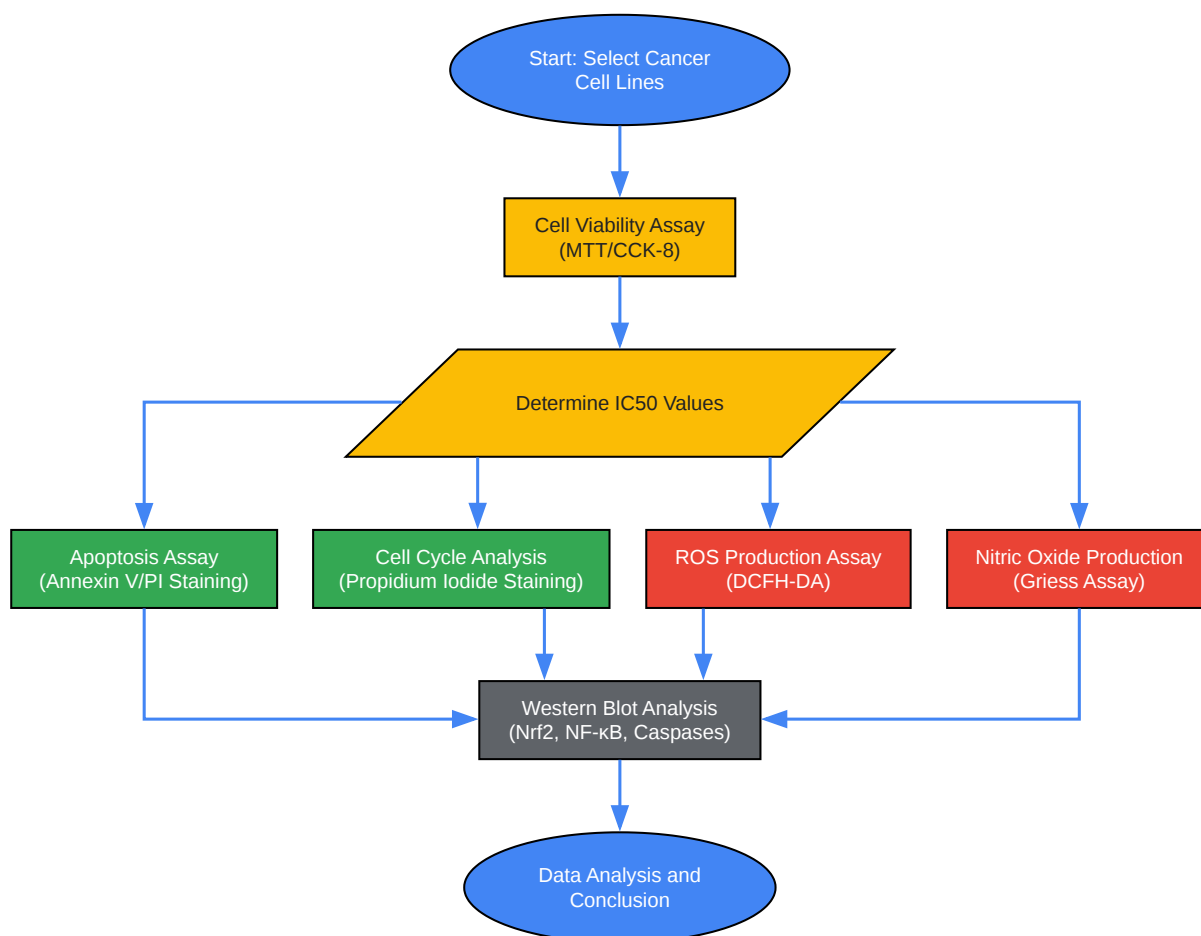 Start: Select Cancer
Cell Lines
Cell Viability Assay
(MTT/CCK-8)
Determine IC50 Values
Apoptosis Assay
(Annexin V/PI Staining)
Cell Cycle Analysis
(Propidium Iodide Staining)
ROS Production Assay
(DCFH-DA)
Nitric Oxide Production
(Griess Assay)
Western Blot Analysis
(Nrf2, NF-κB, Caspases)
Data Analysis and
Conclusion